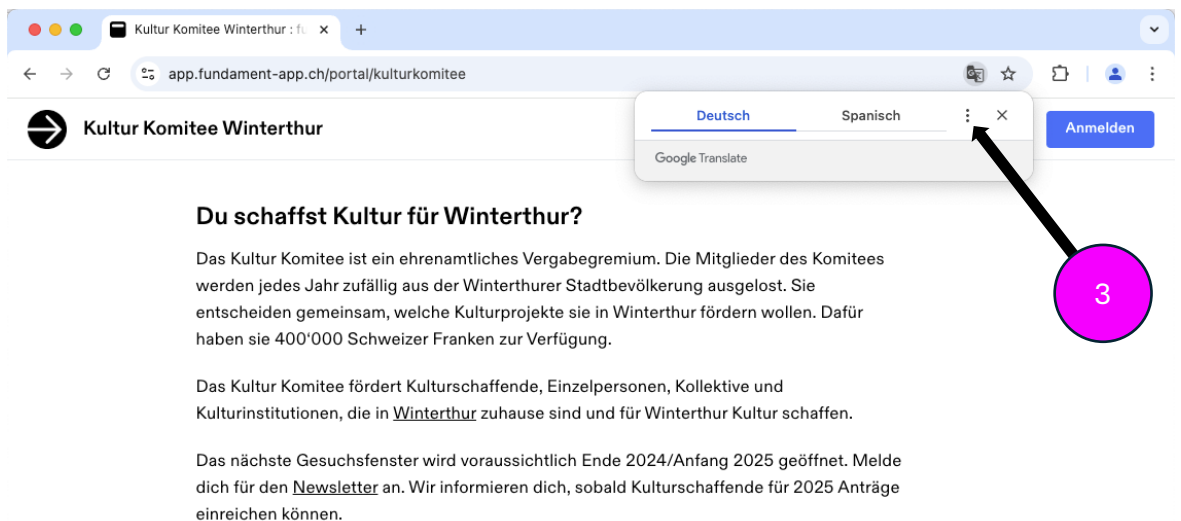 Kultur Komitee Winterthur : fu
app.fundament-app.ch/portal/kulturkomitee
Kultur Komitee Winterthur
Deutsch
Spanisch
Anmelden
Google Translate
3
Du schaffst Kultur für Winterthur?
Das Kultur Komitee ist ein ehrenamtliches Vergabegremium. Die Mitglieder des Komitees
werden jedes Jahr zufällig aus der Winterthurer Stadtbevölkerung ausgelost. Sie
entscheiden gemeinsam, welche Kulturprojekte sie in Winterthur fördern wollen. Dafür
haben sie 400‘000 Schweizer Franken zur Verfügung.
Das Kultur Komitee fördert Kulturschaffende, Einzelpersonen, Kollektive und
Kulturinstitutionen, die in Winterthur zuhause sind und für Winterthur Kultur schaffen.
Das nächste Gesuchsfenster wird voraussichtlich Ende 2024/Anfang 2025 geöffnet. Melde
dich für den Newsletter an. Wir informieren dich, sobald Kulturschaffende für 2025 Anträge
einreichen können.